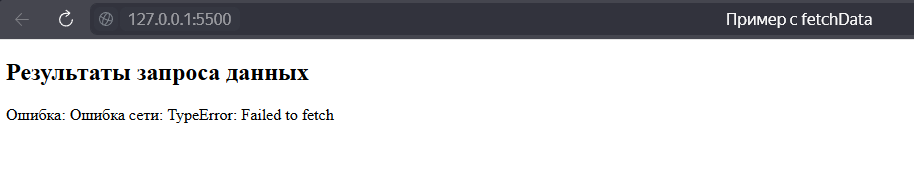 127.0.0.1:5500 Пример с fetchData
Результаты запроса данных
Ошибка: Ошибка сети: TypeError: Failed to fetch